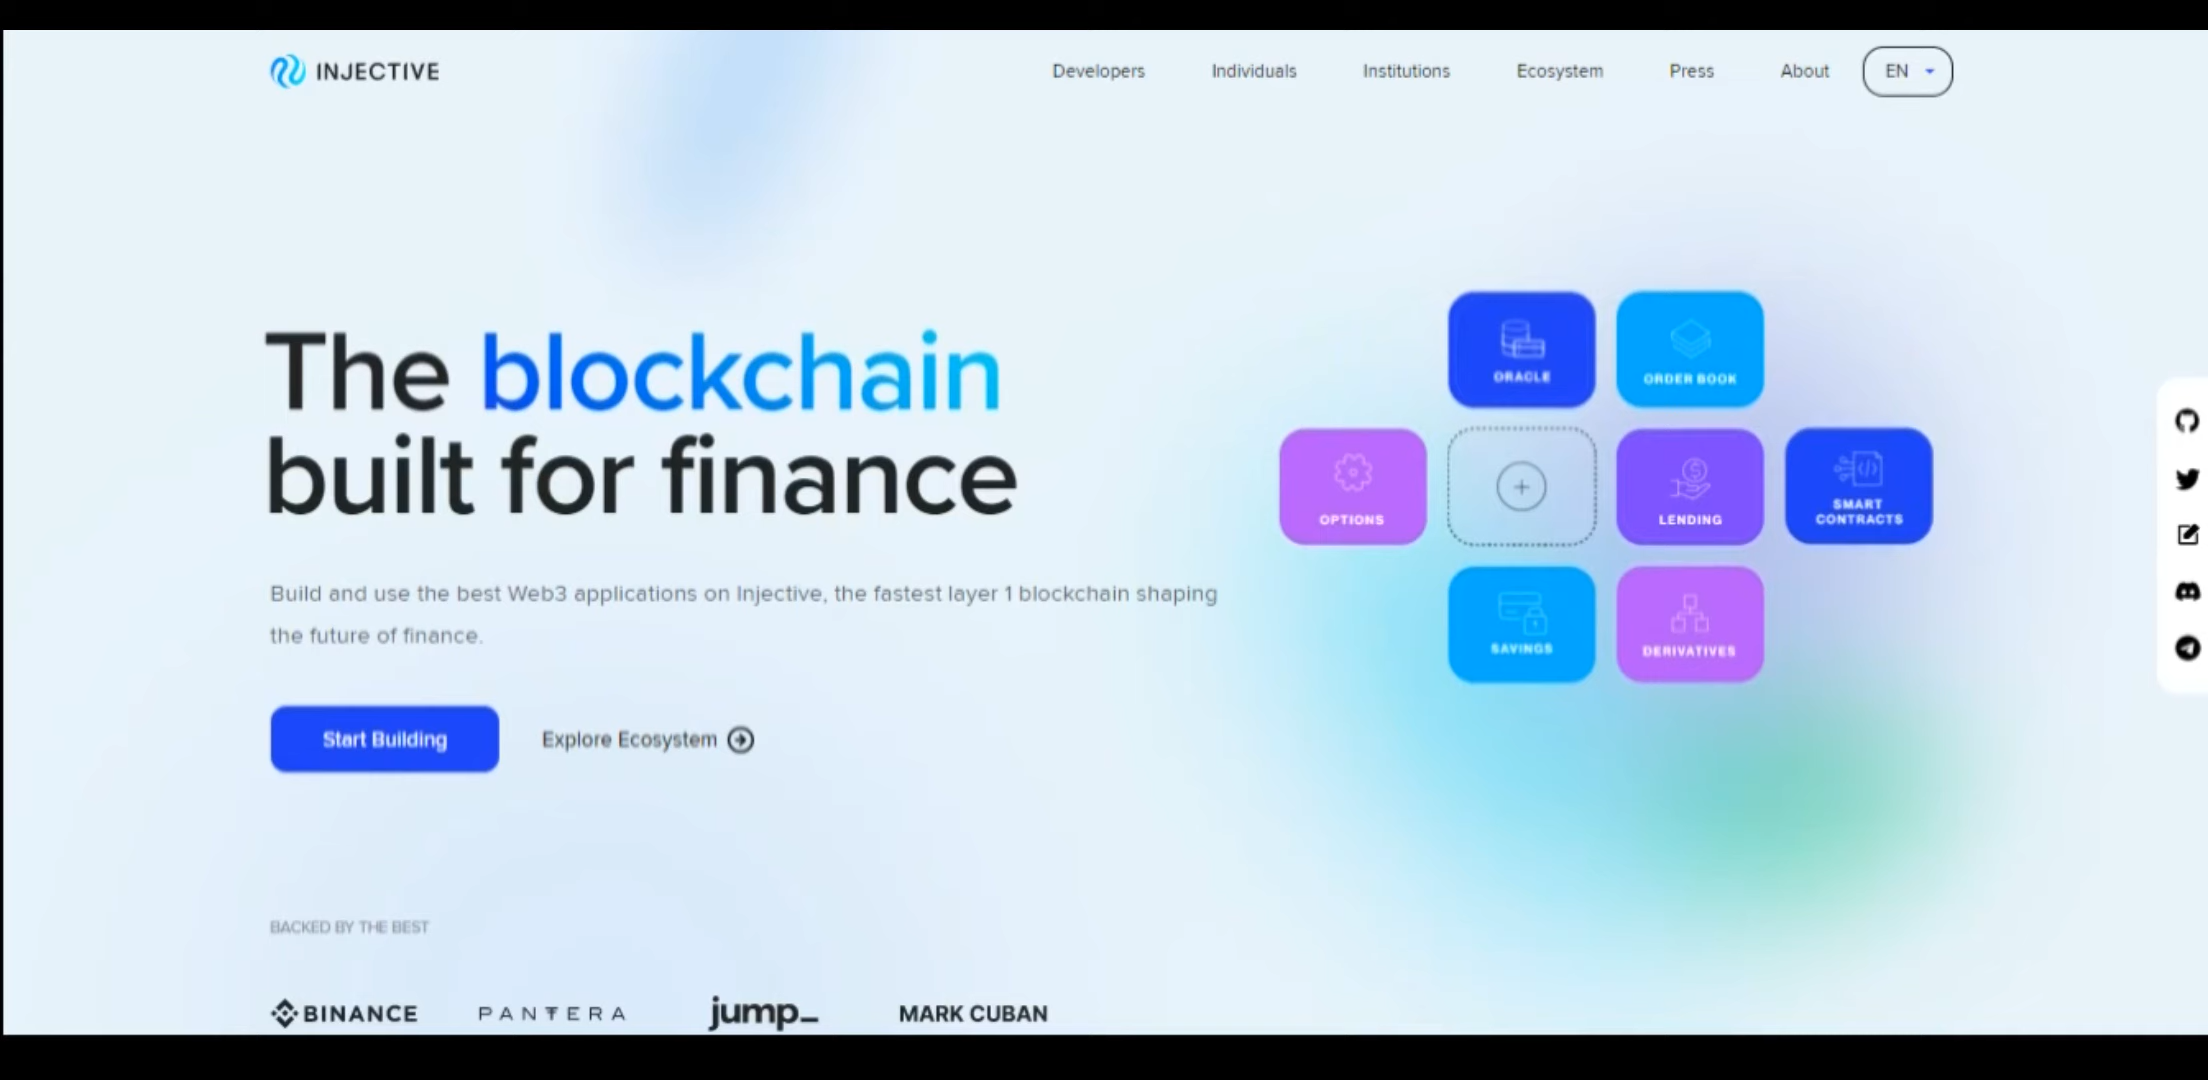 INJECTIVE
Developers Individuals Institutions Ecosystem Press About EN
The blockchain
built for finance
Build and use the best Web3 applications on Injective, the fastest layer 1 blockchain shaping
the future of finance.
Start Building Explore Ecosystem
ORACLE ORDER BOOK
OPTIONS LENDING SMART
CONTRACTS
SAVINGS DERIVATIVES
BACKED BY THE BEST
BINANCE PANTERA jump_ MARK CUBAN